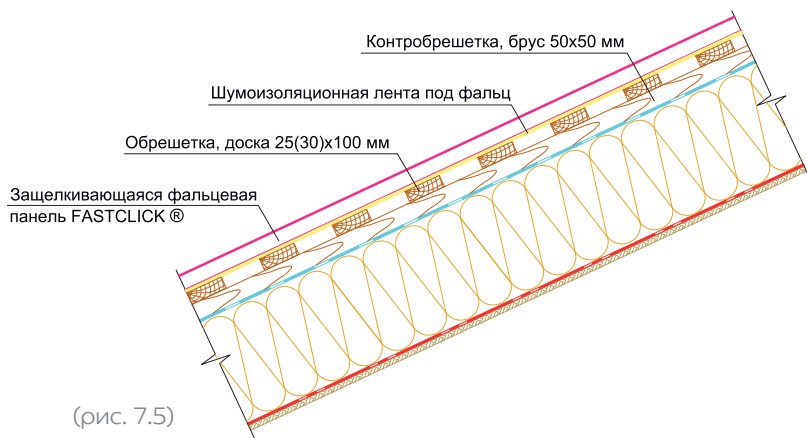 Контробрешетка, брус 50х50 мм
Шумоизоляционная лента под фальц
Обрешетка, доска 25(30)х100 мм
Защелкивающаяся фальцевая
панель FASTCLICK ®
(рис. 7.5)